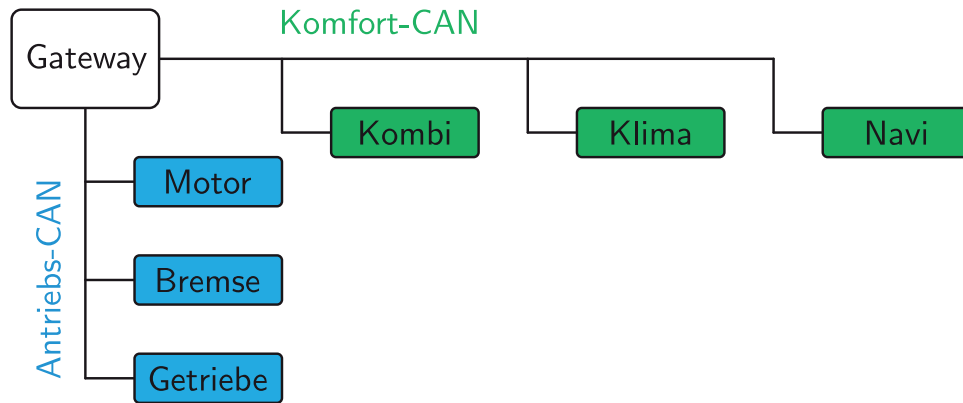 Komfort-CAN
Gateway
Kombi
Klima
Navi
Antriebs-CAN
Motor
Bremse
Getriebe